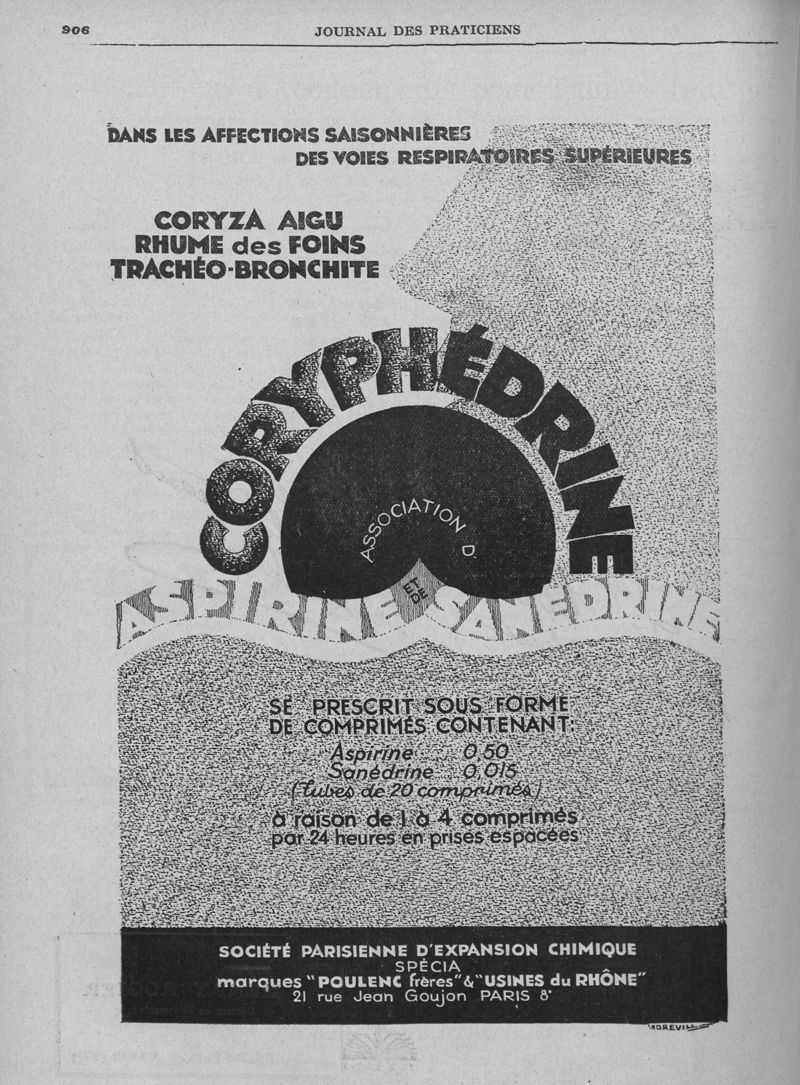 906
JOURNAL DES PRATICIENS
DANS LES AFFECTIONS SAISONNIÈRES
DES VOIES RESPIRATOIRES SUPÉRIEURES
CORYZA AIGU
RHUME des FOINS
TRACHÉO-BRONCHITE
CORYPHÉDRINE
ASSOCIATION D'
ASPIRINE ET DE SANÉDRINE
SE PRESCRIT SOUS FORME
DE COMPRIMÉS CONTENANT:
Aspirine : 0,50
Sanédrine : 0,015
(tubes de 20 comprimés)
à raison de 1 à 4 comprimés
par 24 heures en prises espacées
SOCIÉTÉ PARISIENNE D'EXPANSION CHIMIQUE
SPÉCIA
marques "POULENC frères" & "USINES du RHÔNE"
21 rue Jean Goujon PARIS 8°